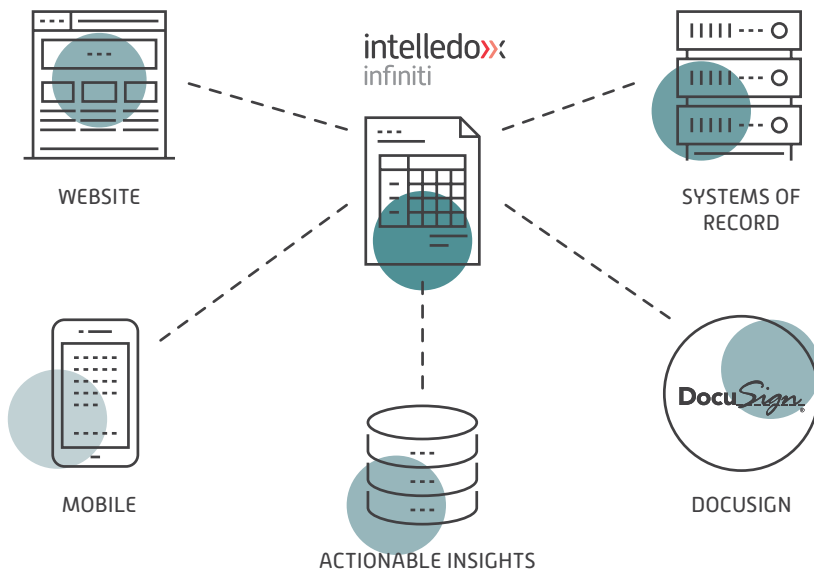 intelledox
infiniti
WEBSITE
SYSTEMS OF
RECORD
DocuSign®
MOBILE
DOCUSIGN
ACTIONABLE INSIGHTS